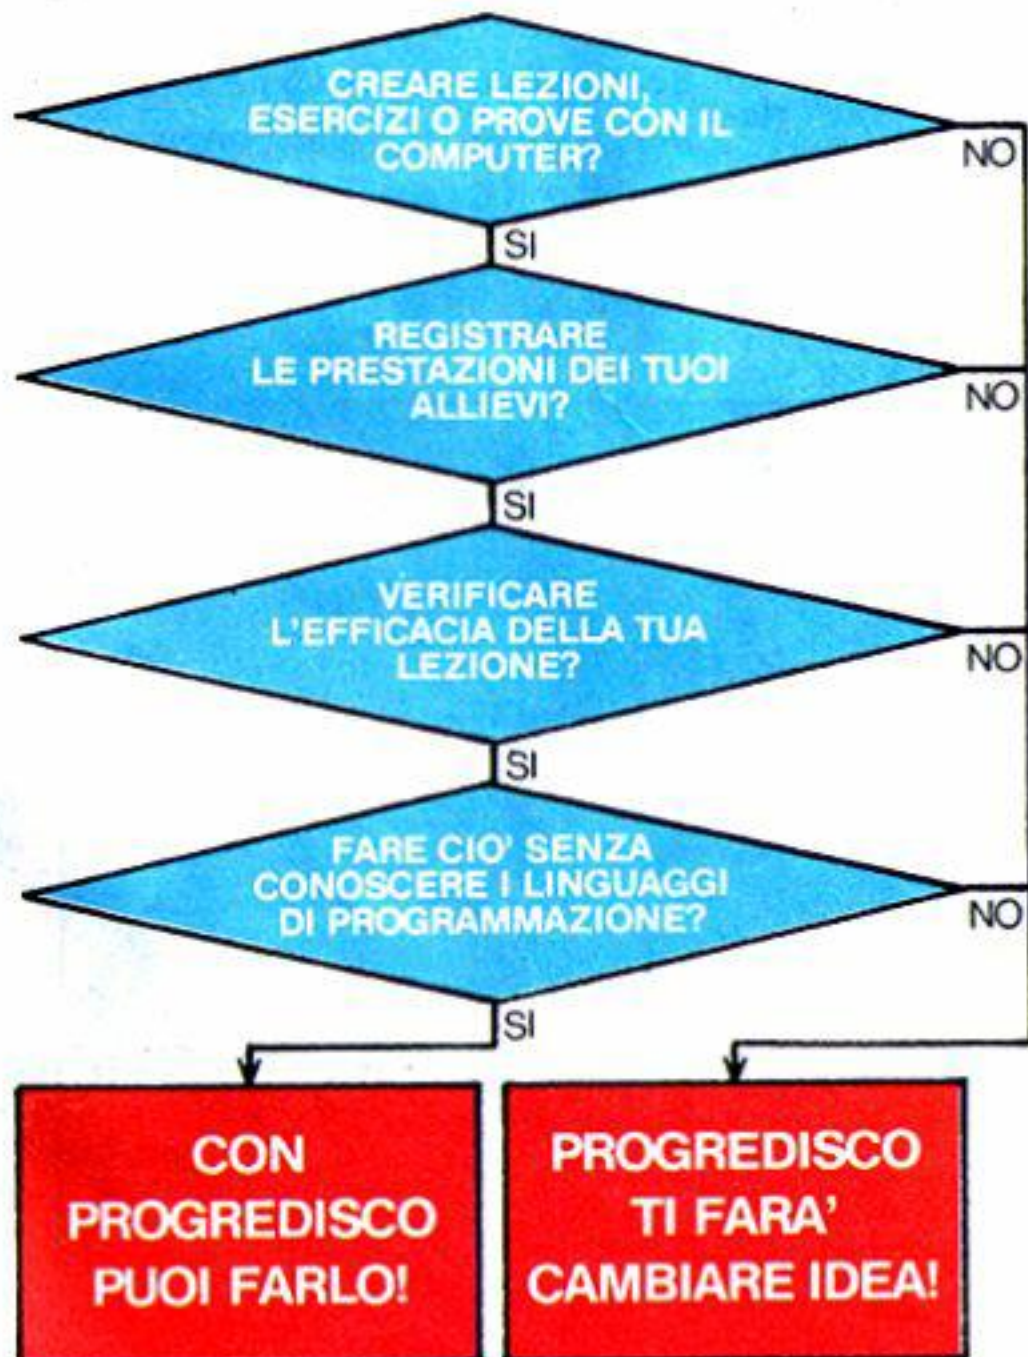 CREARE LEZIONI,
ESERCIZI O PROVE CON IL
COMPUTER?
NO
SI
REGISTRARE
LE PRESTAZIONI DEI TUOI
ALLIEVI?
NO
SI
VERIFICARE
L'EFFICACIA DELLA TUA
LEZIONE?
NO
SI
FARE CIO' SENZA
CONOSCERE I LINGUAGGI
DI PROGRAMMAZIONE?
NO
SI
CON
PROGREDISCO
PUOI FARLO!
PROGREDISCO
TI FARA'
CAMBIARE IDEA!